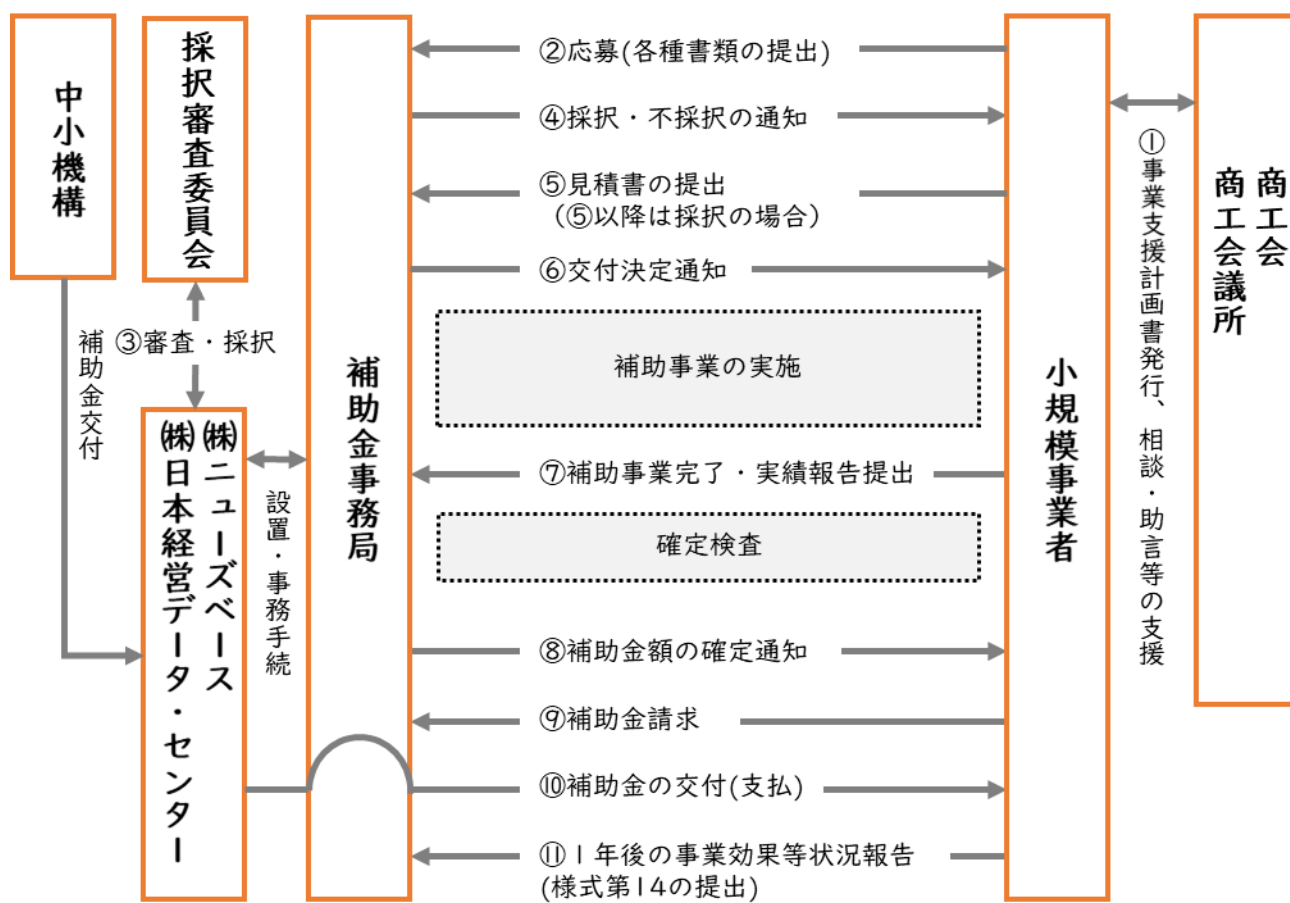 中小機構
採択審査委員会
補助金交付
③審査・採択
㈱ニューズベース
㈱日本経営データ・センター
設置・事務手続
補助金事務局
②応募(各種書類の提出)
④採択・不採択の通知
⑤見積書の提出
(⑤以降は採択の場合)
⑥交付決定通知
補助事業の実施
⑦補助事業完了・実績報告提出
確定検査
⑧補助金額の確定通知
⑨補助金請求
⑩補助金の交付(支払)
⑪1年後の事業効果等状況報告
(様式第14の提出)
小規模事業者
①事業支援計画書発行、相談・助言等の支援
商工会
商工会議所